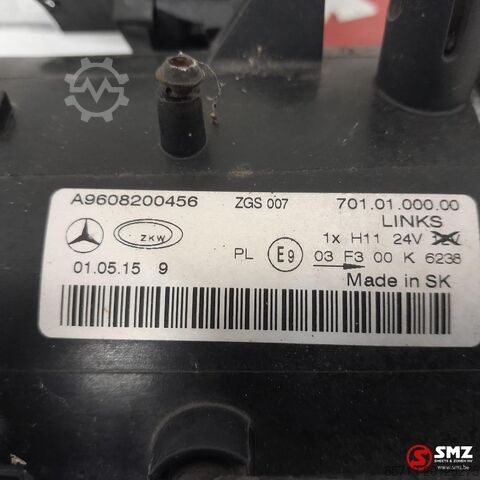 A9608200456 ZGS 007 701.01.000.00
LINKS
ZKW 1x H11 24V
PL E9 03 F3 00 K 6236
01.05.15 9 Made in SK
SMZ